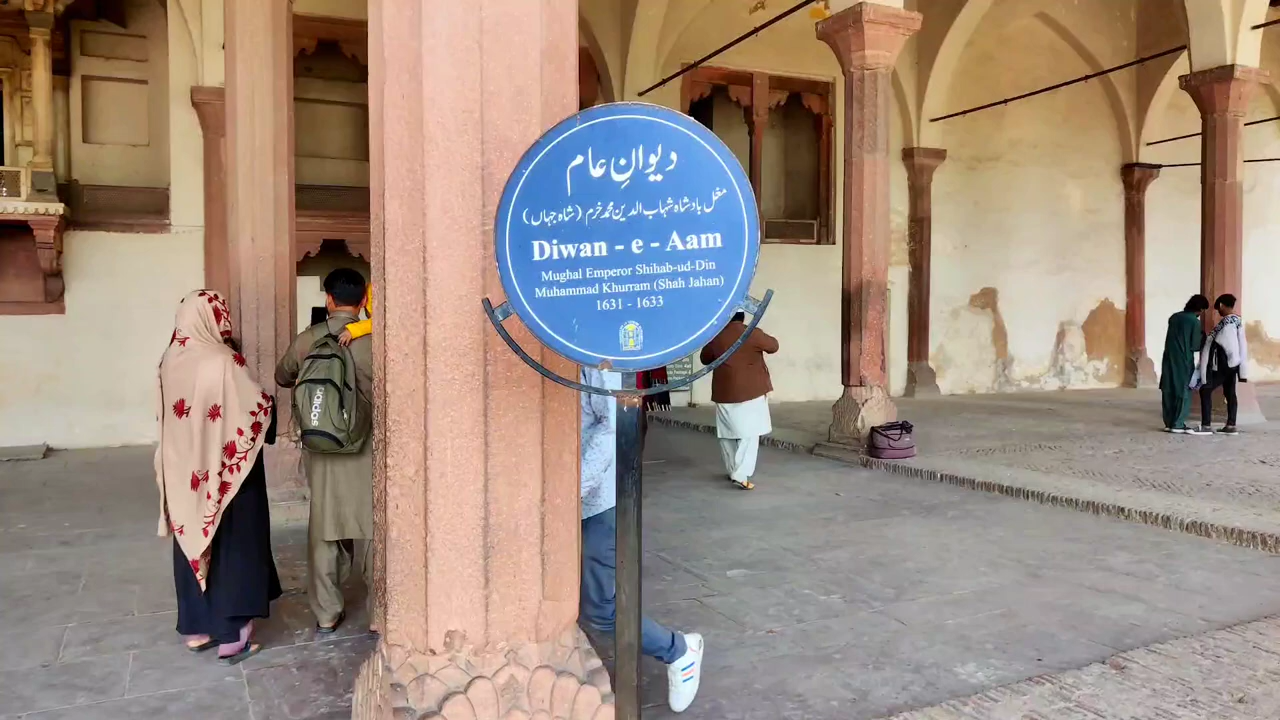 دیوانِ عام
مغل بادشاہ شہاب الدین محمد خرم (شاہ جہاں)
Diwan - e - Aam
Mughal Emperor Shihab-ud-Din
Muhammad Khurram (Shah Jahan)
1631 - 1633
adidas